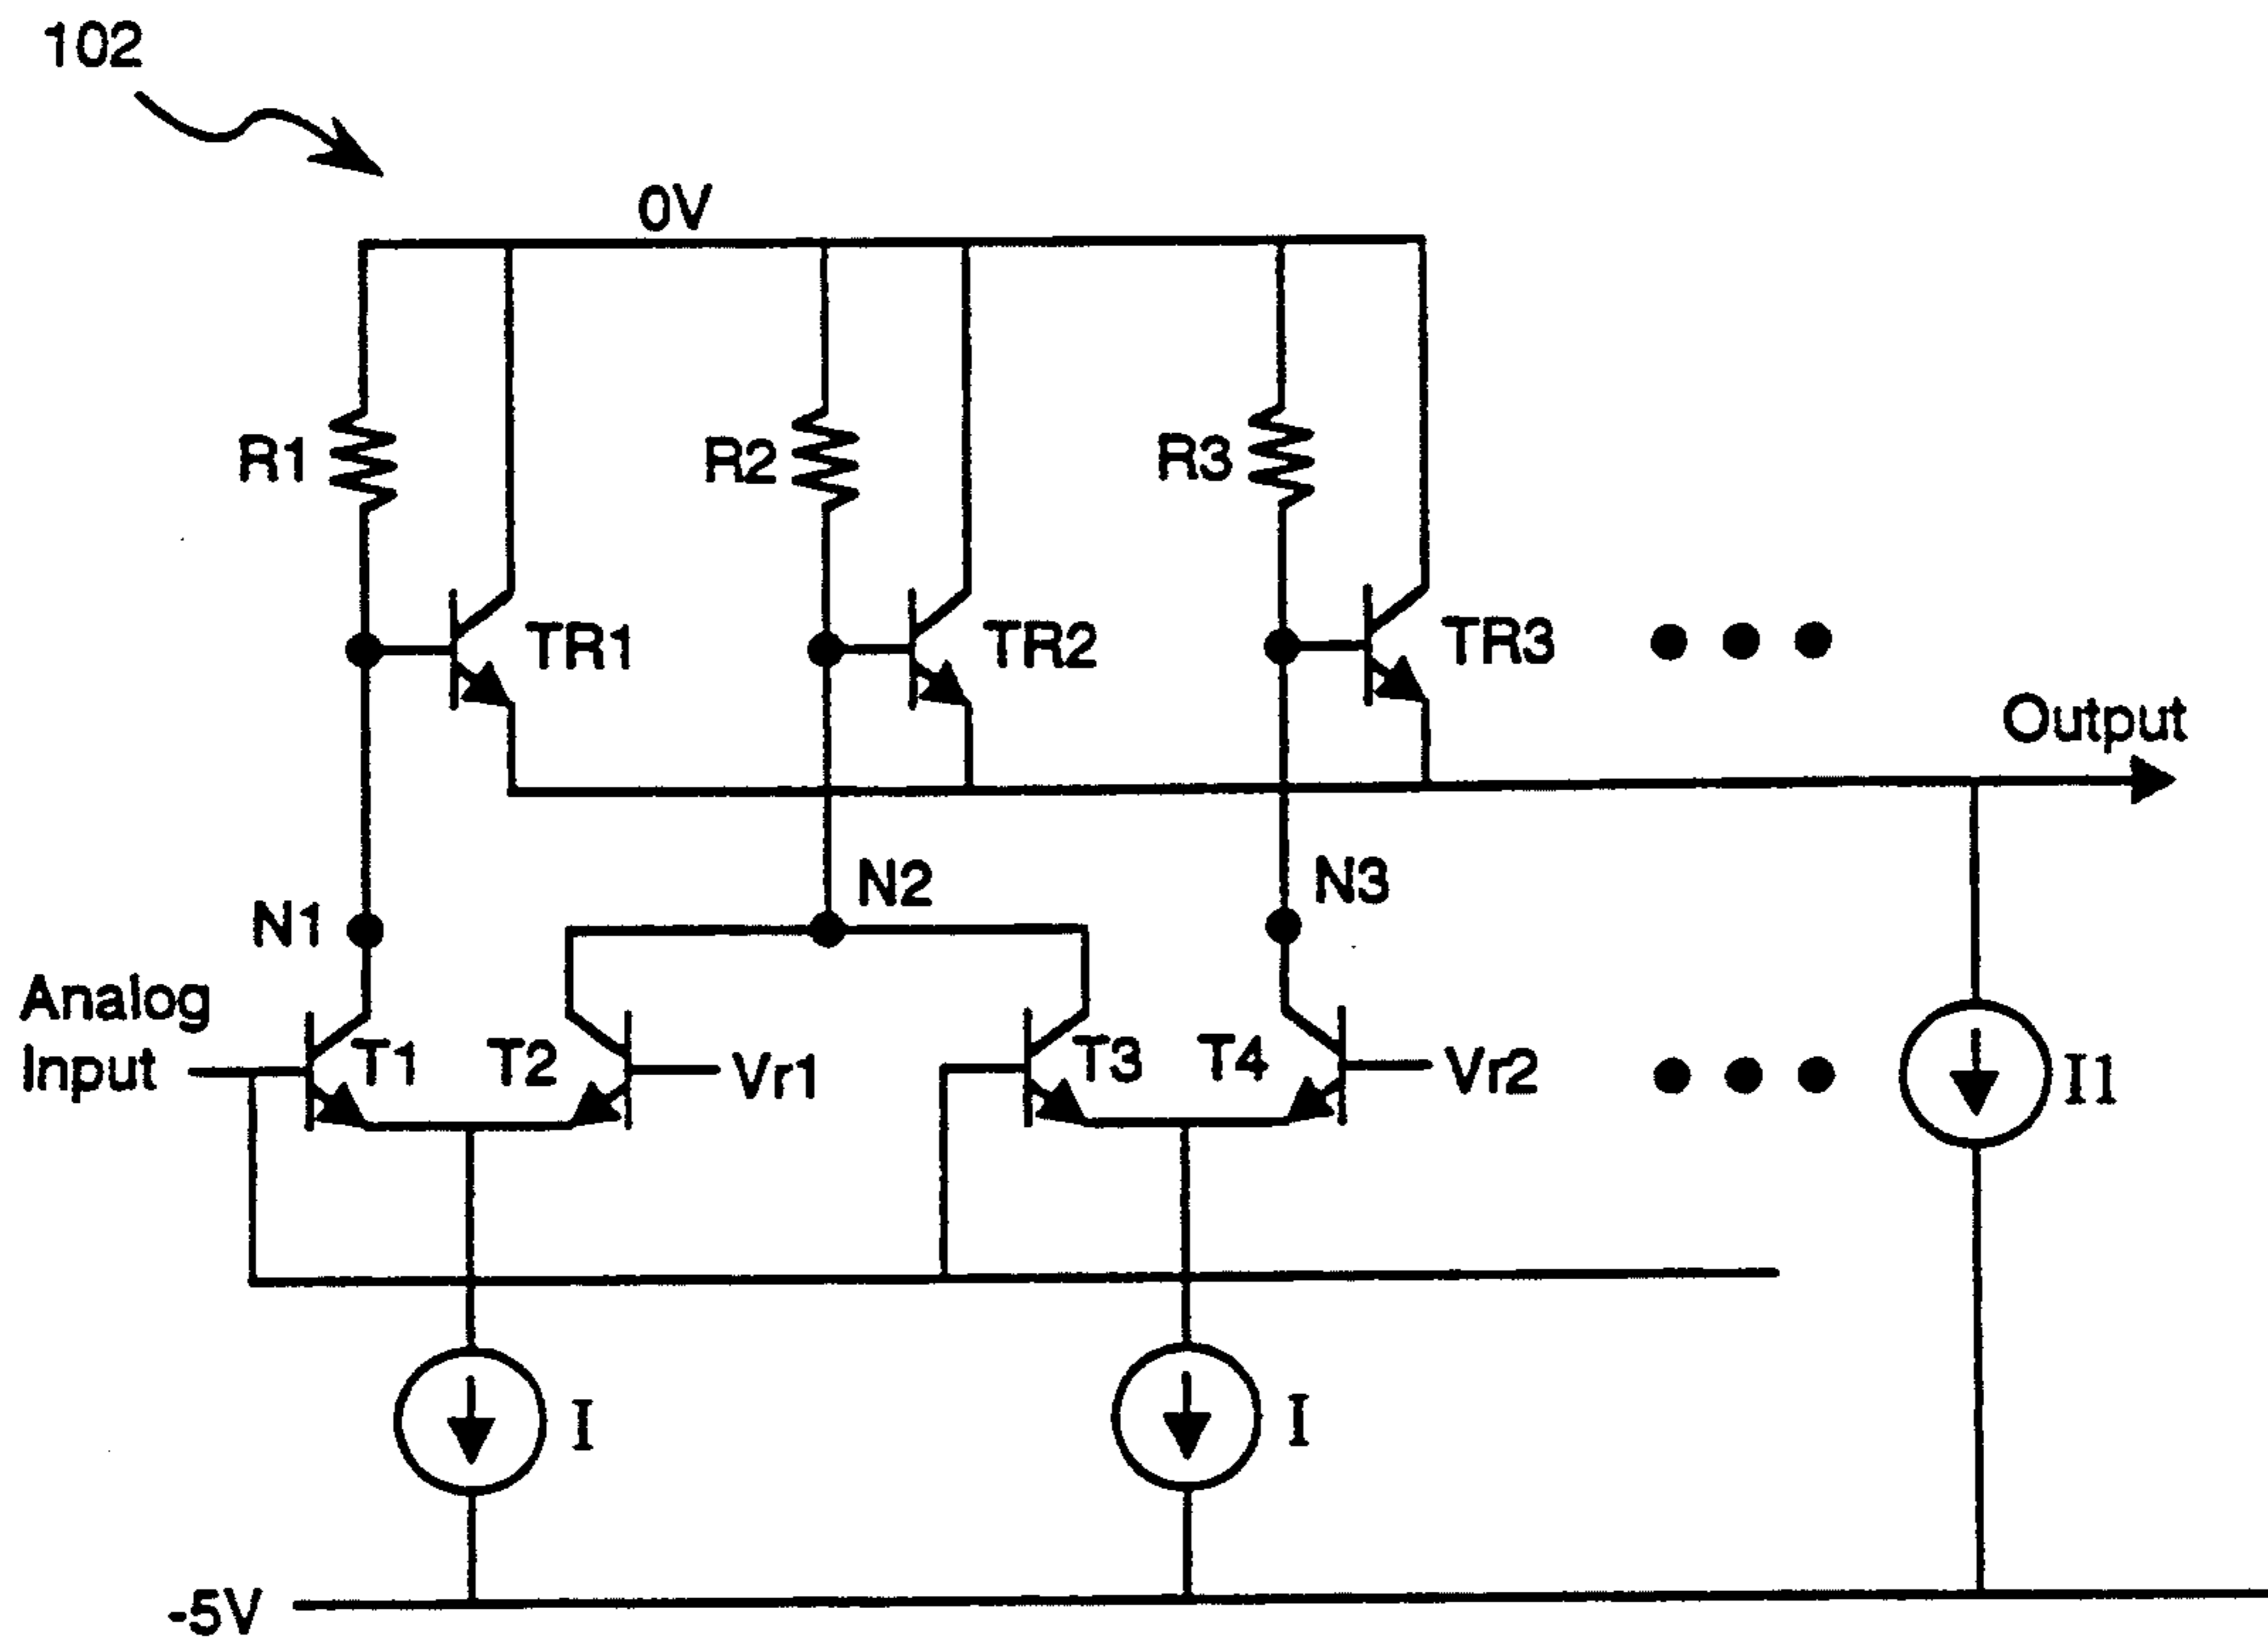 102
0V
R1
R2
R3
TR1
TR2
TR3
Output
N1
N2
N3
Analog
Input
T1
T2
Vr1
T3
T4
Vr2
I1
I
I
-5V